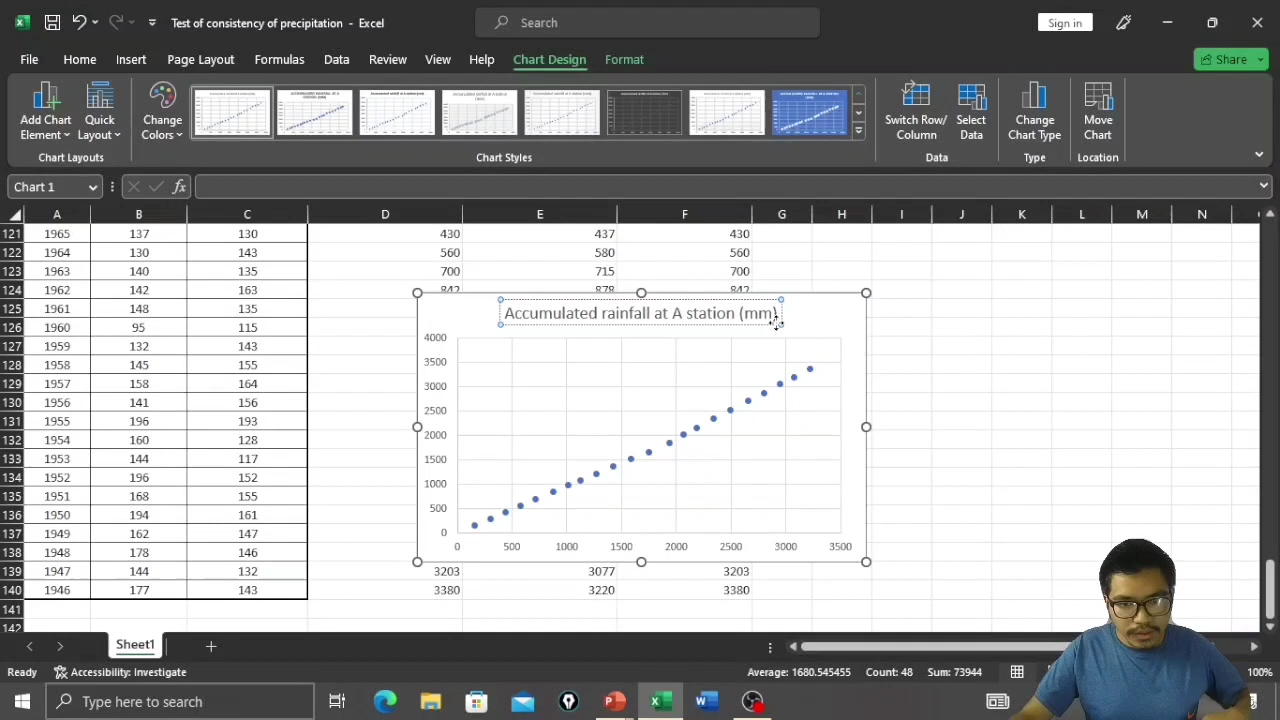 Test of consistency of precipitation - Excel
Search
Sign in
File Home Insert Page Layout Formulas Data Review View Help Chart Design Format
Share
Add Chart Element
Quick Layout
Change Colors
Switch Row/ Column
Select Data
Change Chart Type
Move Chart
Chart Layouts
Chart Styles
Data
Type
Location
Chart 1
fx
A B C D E F G H I J K L M N
121 1965 137 130 430 437 430
122 1964 130 143 560 580 560
123 1963 140 135 700 715 700
124 1962 142 163 842 878 842
125 1961 148 135
126 1960 95 115
127 1959 132 143
128 1958 145 155
129 1957 158 164
130 1956 141 156
131 1955 196 193
132 1954 160 128
133 1953 144 117
134 1952 196 152
135 1951 168 155
136 1950 194 161
137 1949 162 147
138 1948 178 146
139 1947 144 132 3203 3077 3203
140 1946 177 143 3380 3220 3380
141
142
Accumulated rainfall at A station (mm)
4000
3500
3000
2500
2000
1500
1000
500
0
0 500 1000 1500 2000 2500 3000 3500
Sheet1
Ready
Accessibility: Investigate
Average: 1680.545455 Count: 48 Sum: 73944
100%
Type here to search